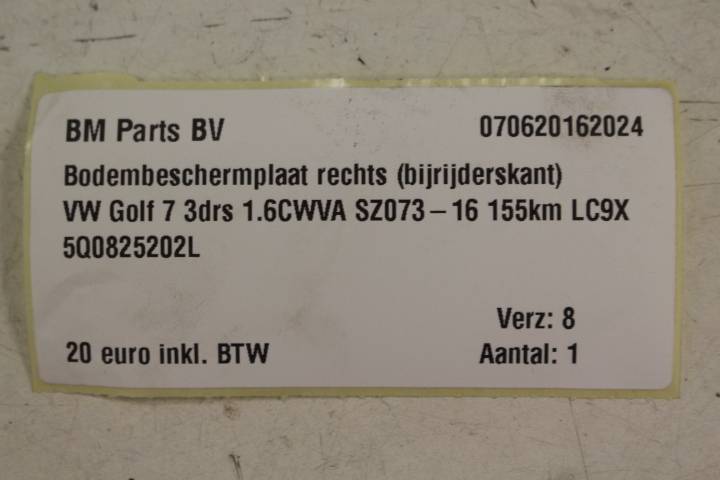 BM Parts BV 070620162024
Bodembeschermplaat rechts (bijrijderskant)
VW Golf 7 3drs 1.6CWVA SZ073 – 16 155km LC9X
5Q0825202L
Verz: 8
20 euro inkl. BTW Aantal: 1